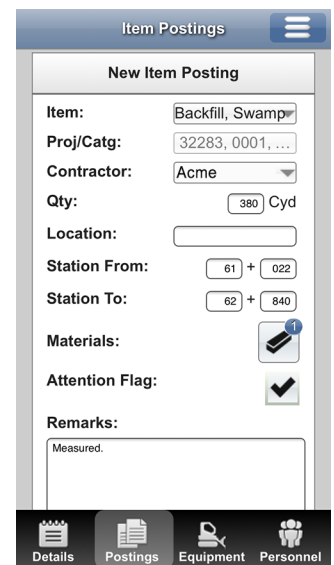 Item Postings
New Item Posting
Item: Backfill, Swamp
Proj/Catg: 32283, 0001, ...
Contractor: Acme
Qty: 380 Cyd
Location:
Station From: 61 + 022
Station To: 62 + 840
Materials: 1
Attention Flag:
Remarks:
Measured.
Details Postings Equipment Personnel